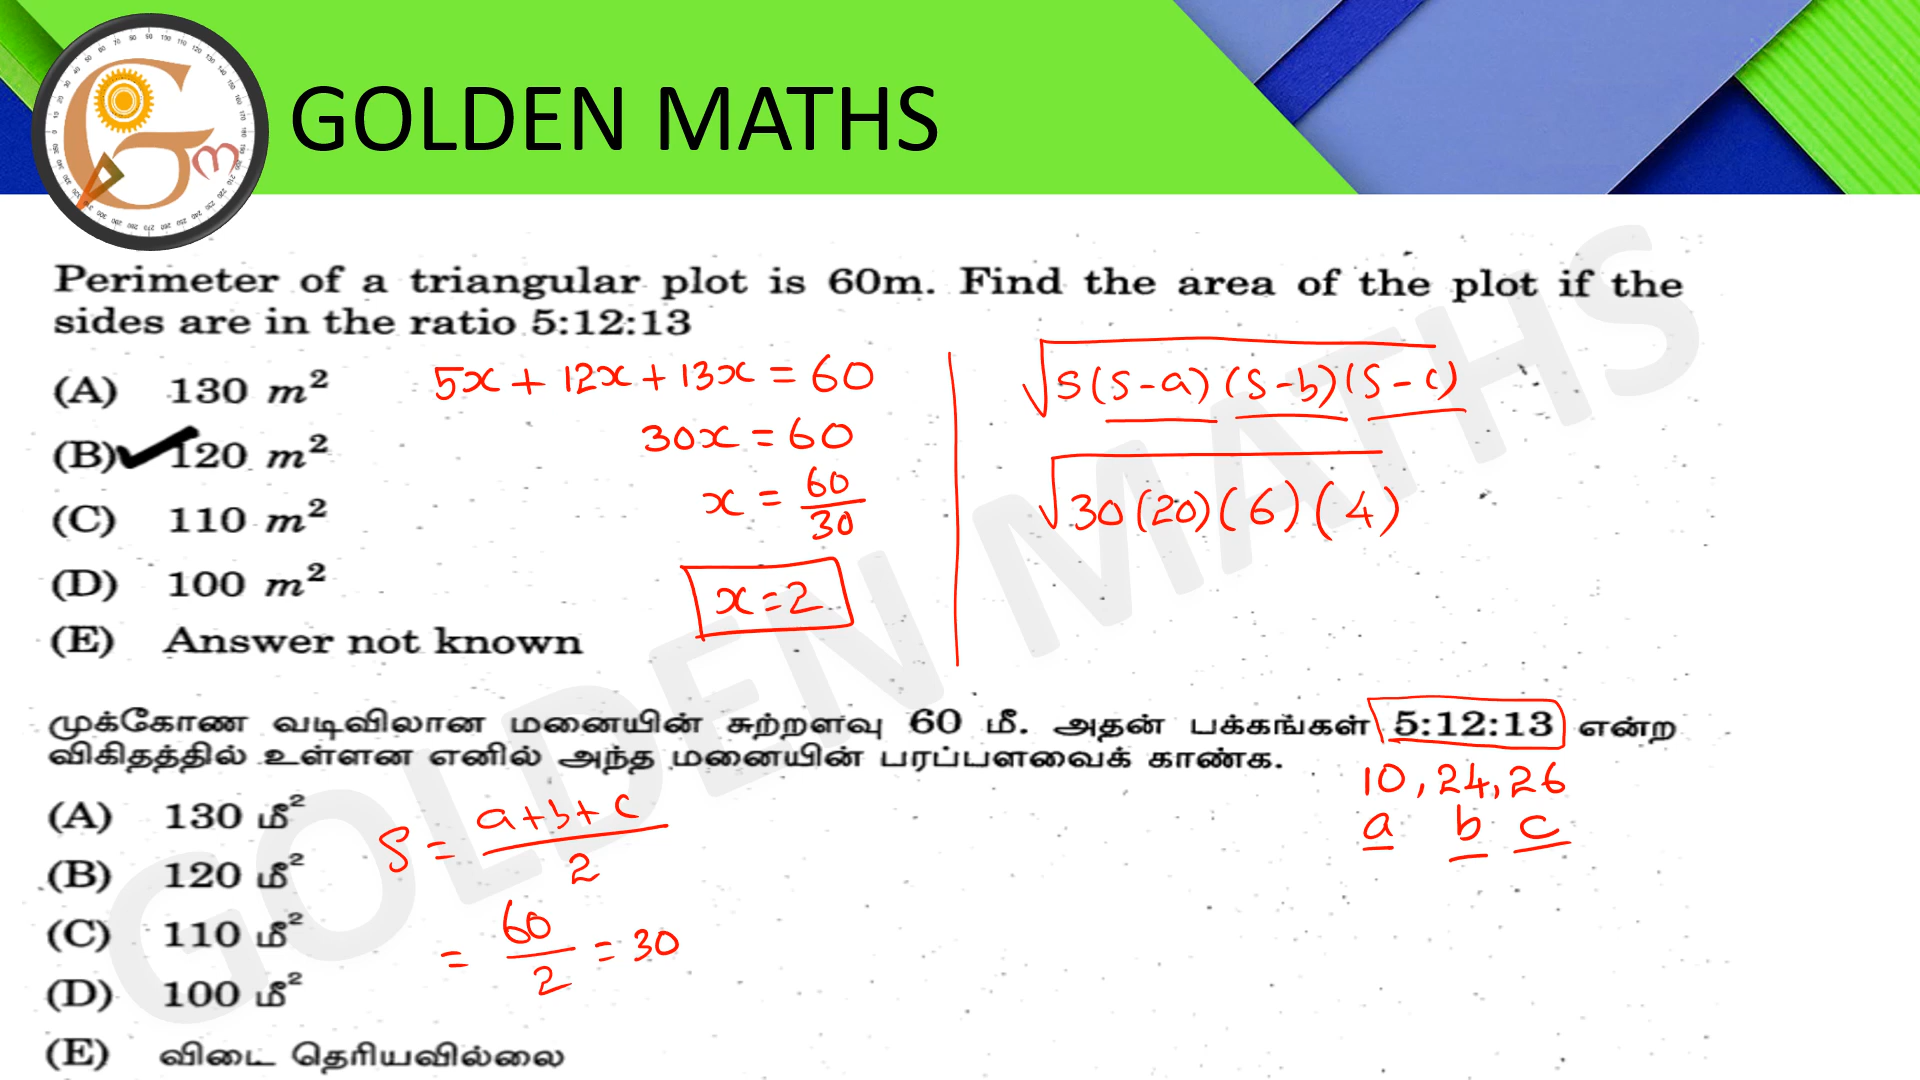 GOLDEN MATHS
Perimeter of a triangular plot is 60m. Find the area of the plot if the
sides are in the ratio 5:12:13
(A) 130 m²
(B) 120 m²
(C) 110 m²
(D) 100 m²
(E) Answer not known
5x + 12x + 13x = 60
30x = 60
x = 60/30
x = 2
√S(S-a)(S-b)(S-c)
√30(20)(6)(4)
முக்கோண வடிவிலான மனையின் சுற்றளவு 60 மீ. அதன் பக்கங்கள் 5:12:13 என்ற
விகிதத்தில் உள்ளன எனில் அந்த மனையின் பரப்பளவைக் காண்க.
10, 24, 26
a b c
(A) 130 மீ²
(B) 120 மீ²
(C) 110 மீ²
(D) 100 மீ²
(E) விடை தெரியவில்லை
S = a+b+c/2
= 60/2 = 30
GOLDEN MATHS